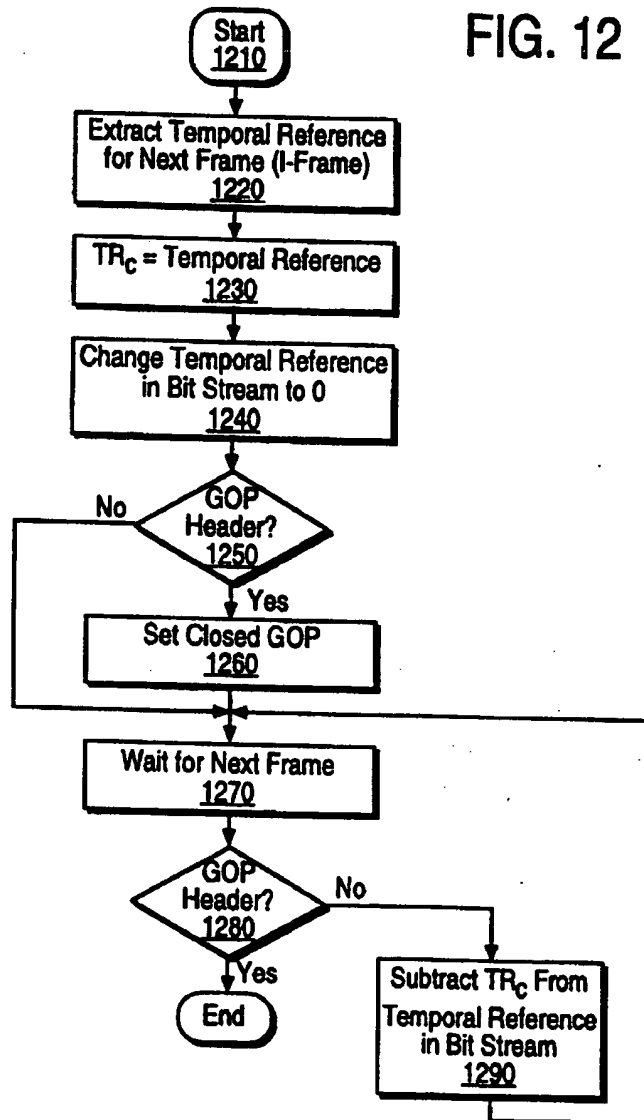 FIG. 12
Start
1210
Extract Temporal Reference
for Next Frame (I-Frame)
1220
TRC = Temporal Reference
1230
Change Temporal Reference
in Bit Stream to 0
1240
GOP
Header?
1250
No
Yes
Set Closed GOP
1260
Wait for Next Frame
1270
GOP
Header?
1280
No
Yes
End
Subtract TRC From
Temporal Reference
in Bit Stream
1290